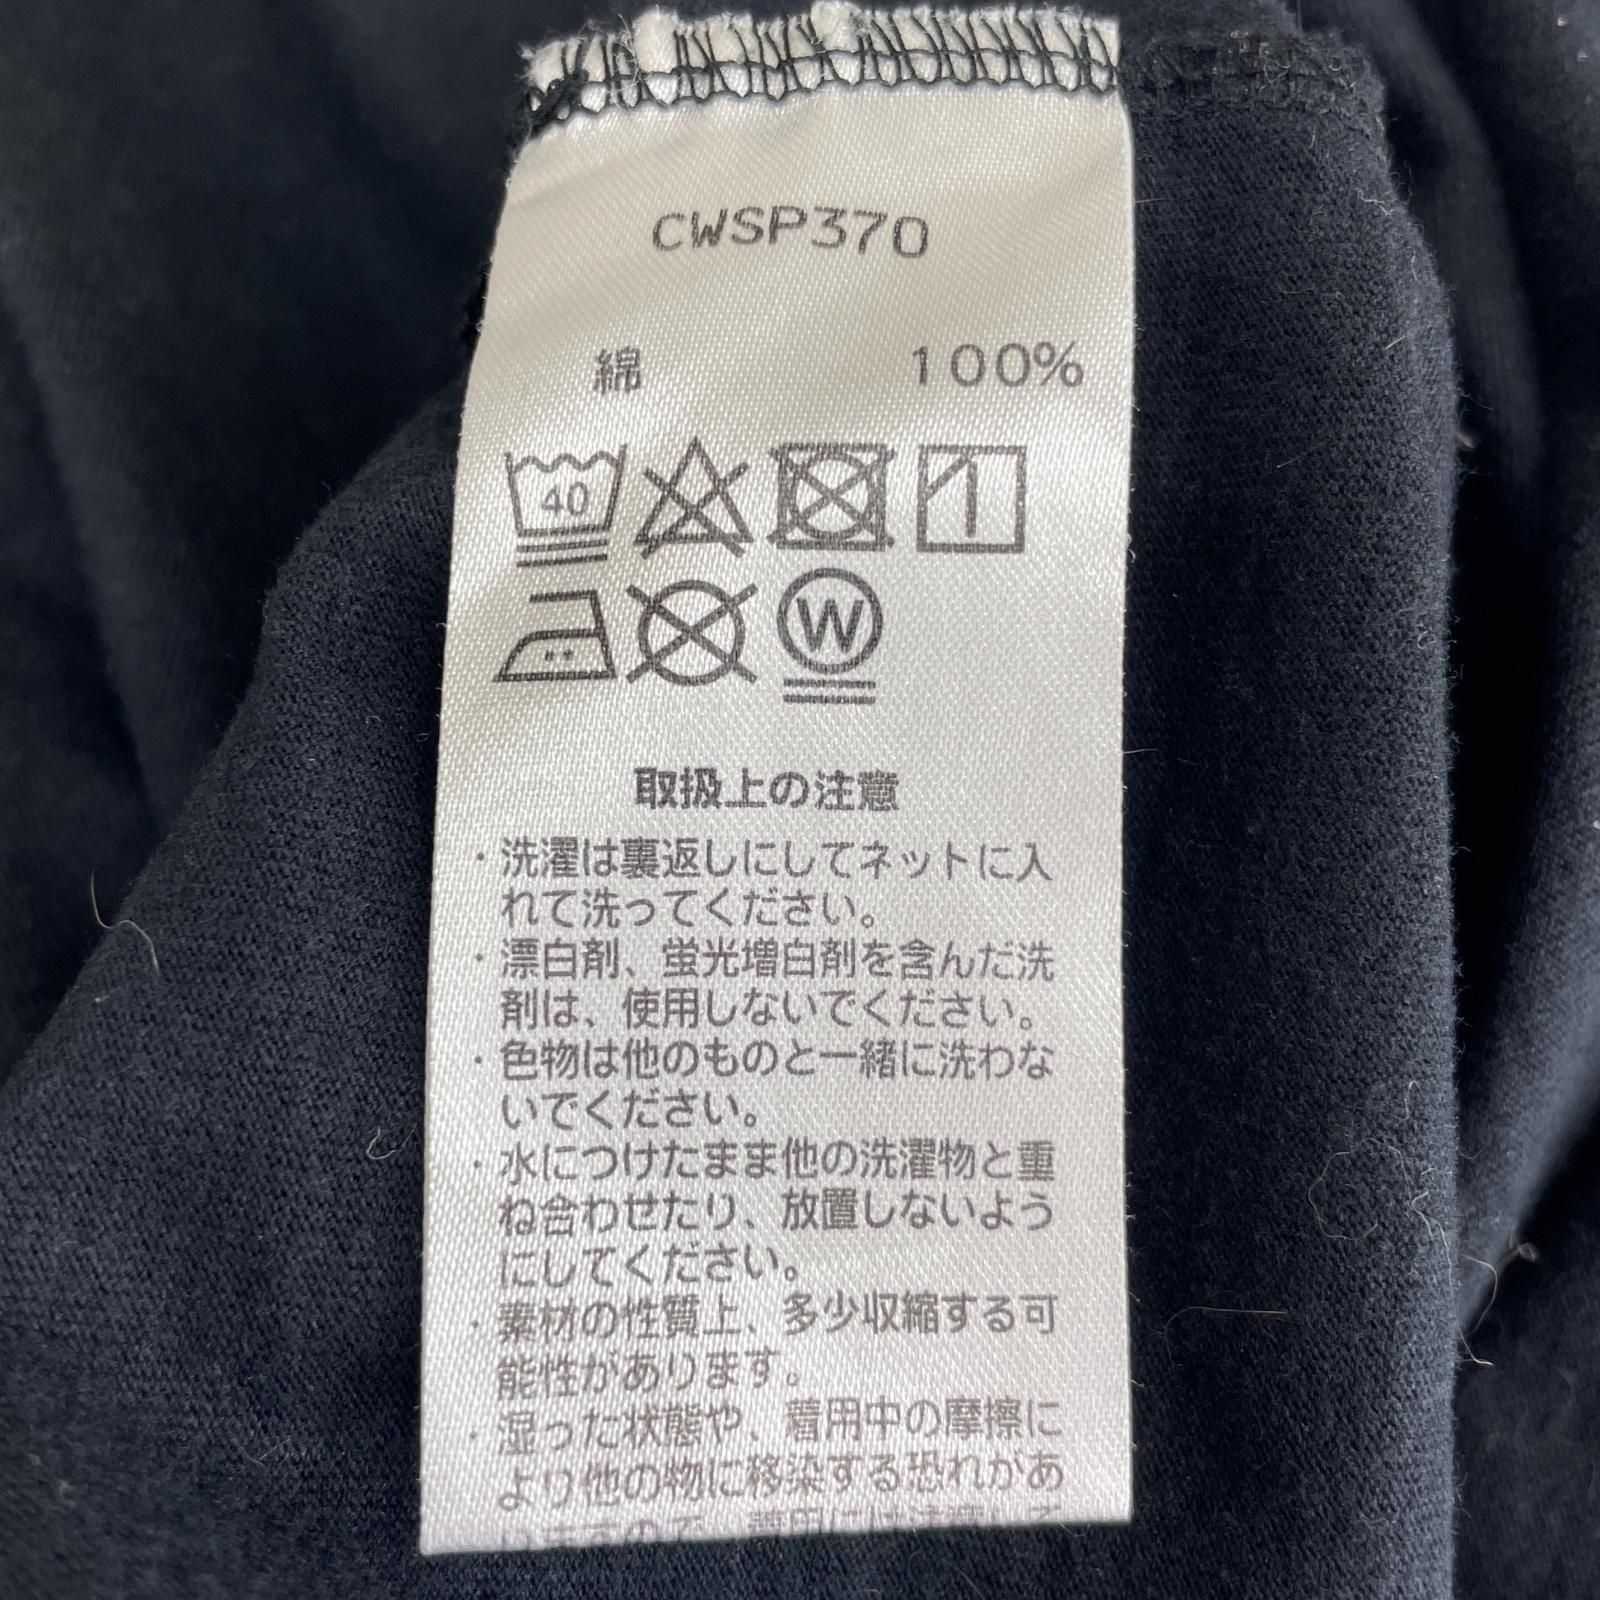 CWSP370
綿 100%
40
W
取扱上の注意
・洗濯は裏返しにしてネットに入
れて洗ってください。
・漂白剤、蛍光増白剤を含んだ洗
剤は、使用しないでください。
・色物は他のものと一緒に洗わな
いでください。
・水につけたまま他の洗濯物と重
ね合わせたり、放置しないよう
にしてください。
・素材の性質上、多少収縮する可
能性があります。
・湿った状態や、着用中の摩擦に
より他の物に移染する恐れがあ